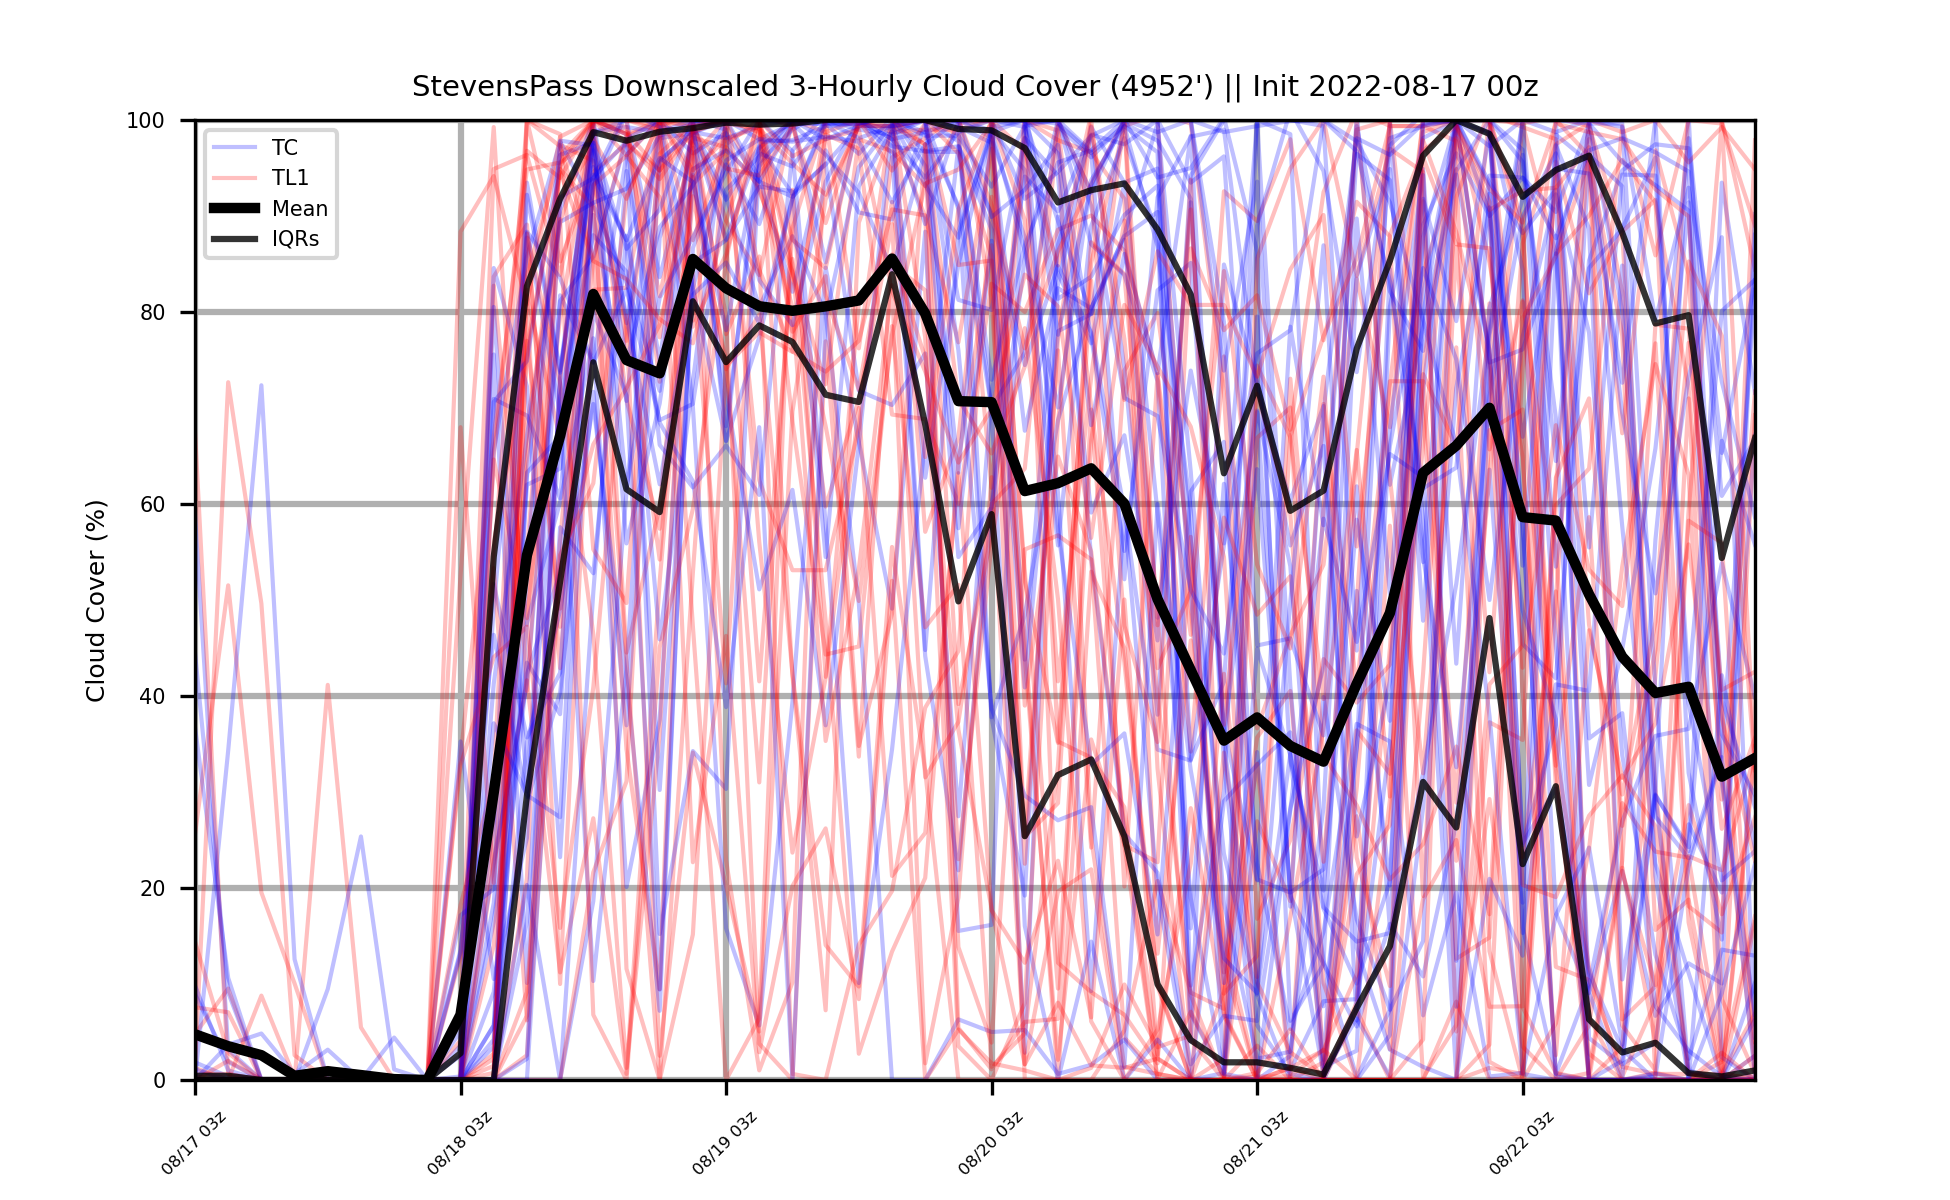 StevensPass Downscaled 3-Hourly Cloud Cover (4952') || Init 2022-08-17 00z
TC
TL1
Mean
IQRs
Cloud Cover (%)
100
80
60
40
20
0
08/17 03z
08/18 03z
08/19 03z
08/20 03z
08/21 03z
08/22 03z